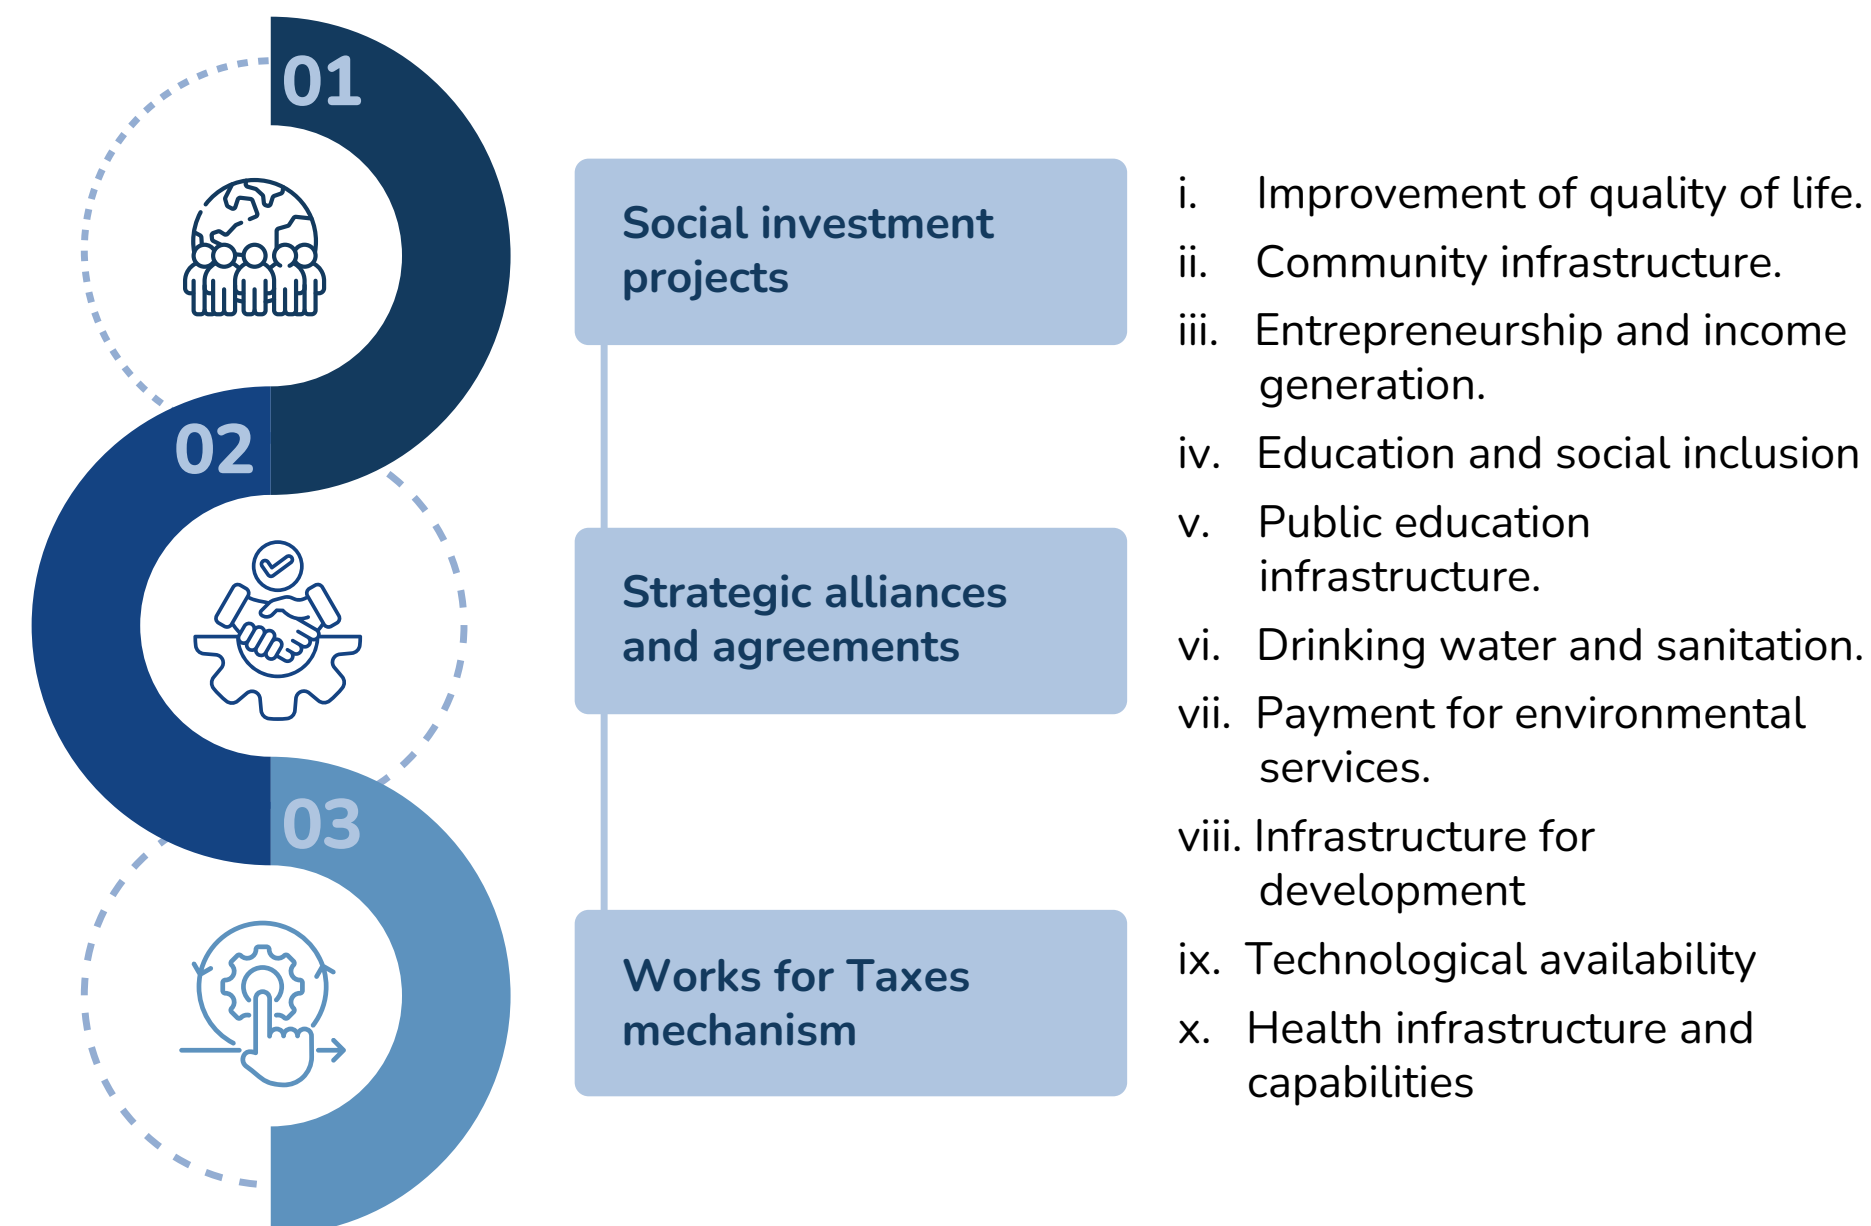 01
Social investment
projects
02
Strategic alliances
and agreements
03
Works for Taxes
mechanism
i. Improvement of quality of life.
ii. Community infrastructure.
iii. Entrepreneurship and income
generation.
iv. Education and social inclusion
v. Public education
infrastructure.
vi. Drinking water and sanitation.
vii. Payment for environmental
services.
viii. Infrastructure for
development
ix. Technological availability
x. Health infrastructure and
capabilities